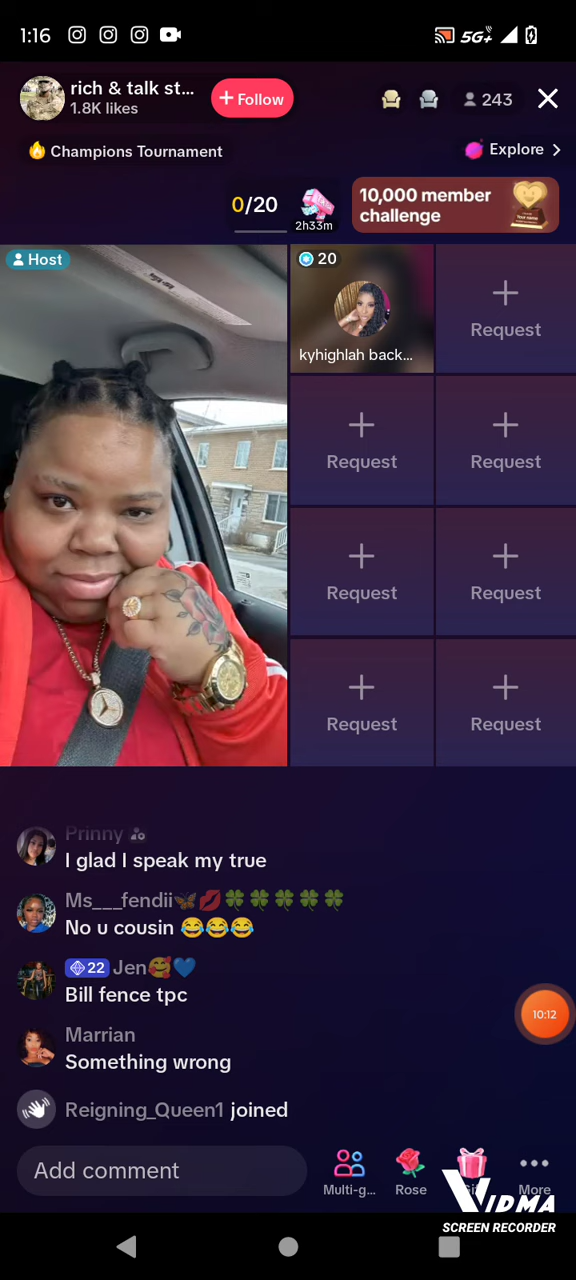 1:16
5G+
rich & talk st...
1.8K likes
+ Follow
243
Champions Tournament
Explore
0/20
2h33m
10,000 member
challenge
Host
20
kyhighlah back...
Request
Request
Request
Request
Request
Request
Request
Prinny
I glad I speak my true
Ms___fendii🦋💋🍀🍀🍀🍀🍀
No u cousin 😂😂😂
22 Jen🥰💙
Bill fence tpc
Marrian
Something wrong
10:12
Reigning_Queen1 joined
Add comment
Multi-g...
Rose
More
VIDMA
SCREEN RECORDER